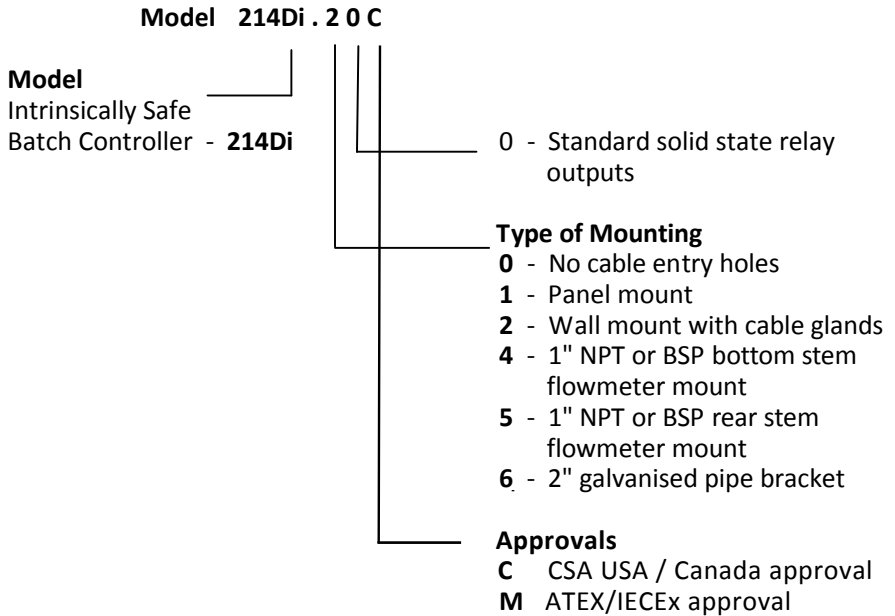 Model 214Di . 2 0 C
Model
Intrinsically Safe
Batch Controller - 214Di
0 - Standard solid state relay
outputs
Type of Mounting
0 - No cable entry holes
1 - Panel mount
2 - Wall mount with cable glands
4 - 1" NPT or BSP bottom stem
flowmeter mount
5 - 1" NPT or BSP rear stem
flowmeter mount
6 - 2" galvanised pipe bracket
Approvals
C CSA USA / Canada approval
M ATEX/IECEx approval